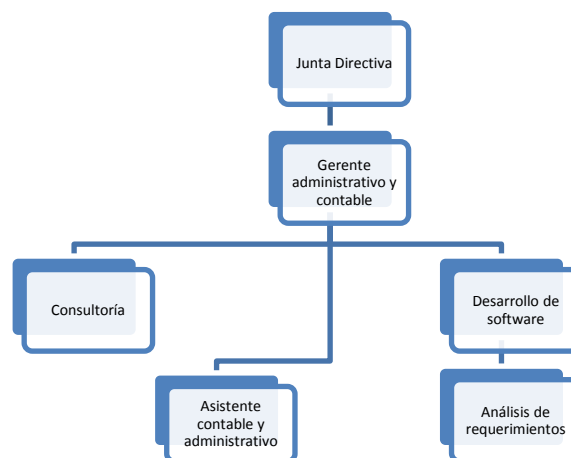 Junta Directiva
Gerente
administrativo y
contable
Consultoría
Desarrollo de
software
Asistente
contable y
administrativo
Análisis de
requerimientos